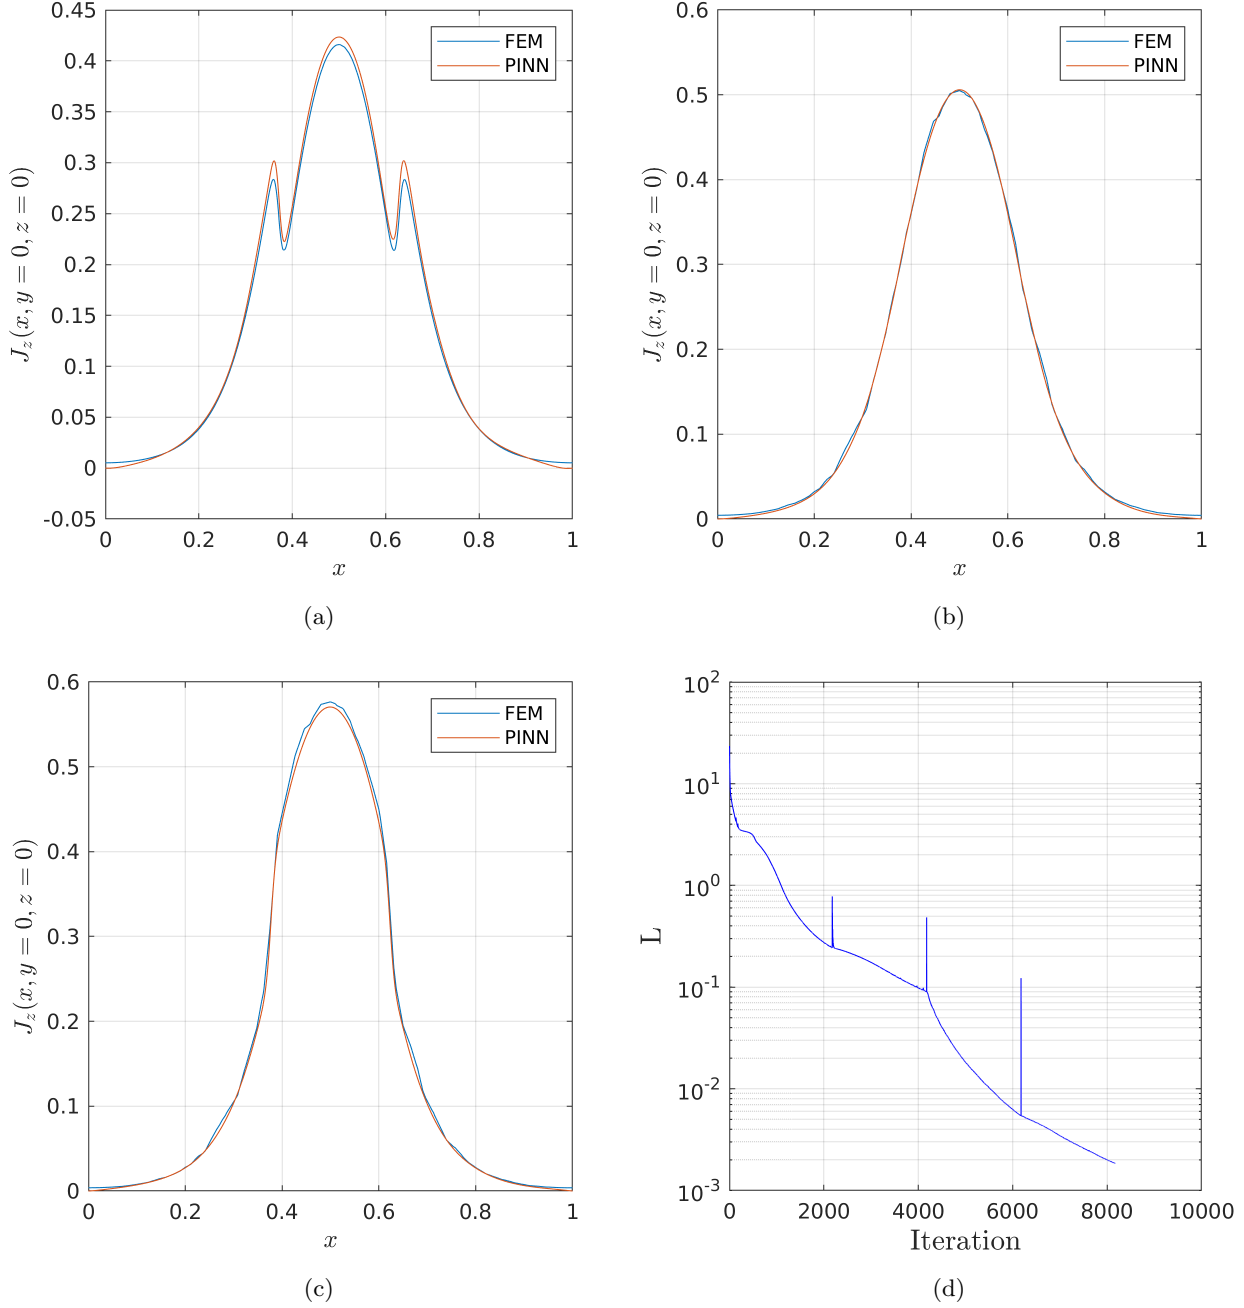 0.45
0.4
0.35
0.3
0.25
0.2
0.15
0.1
0.05
0
-0.05
J_z(x, y = 0, z = 0)
FEM
PINN
0 0.2 0.4 0.6 0.8 1
x
(a)
0.6
0.5
0.4
0.3
0.2
0.1
0
J_z(x, y = 0, z = 0)
FEM
PINN
0 0.2 0.4 0.6 0.8 1
x
(b)
0.6
0.5
0.4
0.3
0.2
0.1
0
J_z(x, y = 0, z = 0)
FEM
PINN
0 0.2 0.4 0.6 0.8 1
x
(c)
10^2
10^1
10^0
10^-1
10^-2
10^-3
L
0 2000 4000 6000 8000 10000
Iteration
(d)